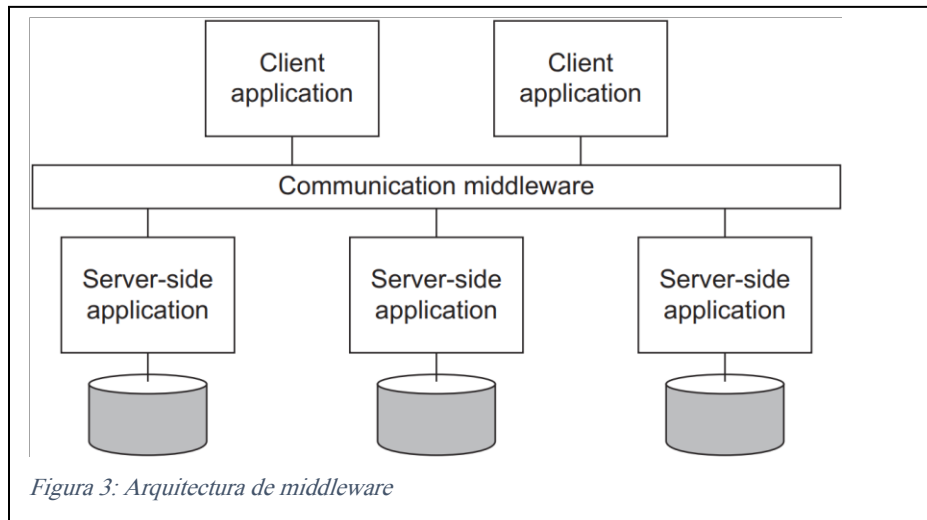 Client
application
Client
application
Communication middleware
Server-side
application
Server-side
application
Server-side
application
Figura 3: Arquitectura de middleware